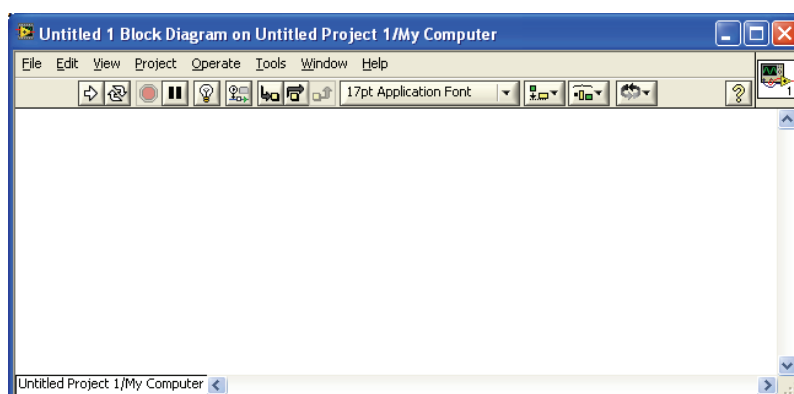 Untitled 1 Block Diagram on Untitled Project 1/My Computer
File Edit View Project Operate Tools Window Help
17pt Application Font
?
1
Untitled Project 1/My Computer